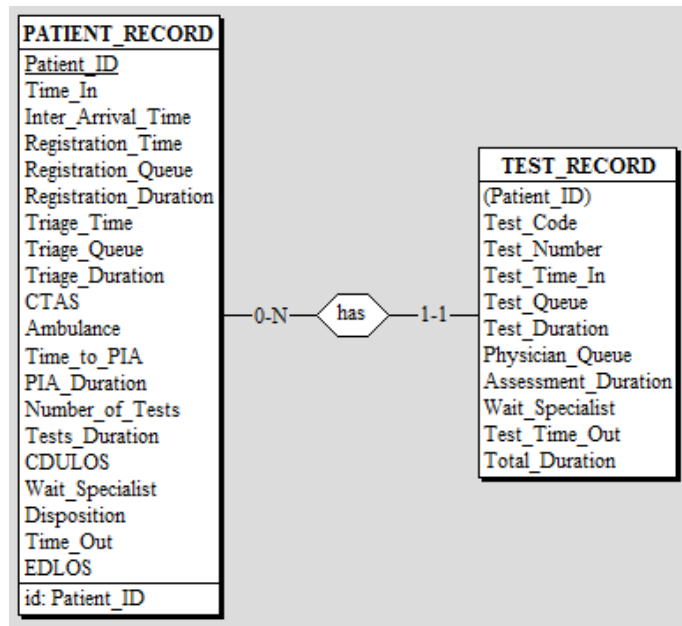 PATIENT_RECORD
Patient_ID
Time_In
Inter_Arrival_Time
Registration_Time
Registration_Queue
Registration_Duration
Triage_Time
Triage_Queue
Triage_Duration
CTAS
Ambulance
Time_to_PIA
PIA_Duration
Number_of_Tests
Tests_Duration
CDULOS
Wait_Specialist
Disposition
Time_Out
EDLOS
id: Patient_ID
0-N
has
1-1
TEST_RECORD
(Patient_ID)
Test_Code
Test_Number
Test_Time_In
Test_Queue
Test_Duration
Physician_Queue
Assessment_Duration
Wait_Specialist
Test_Time_Out
Total_Duration